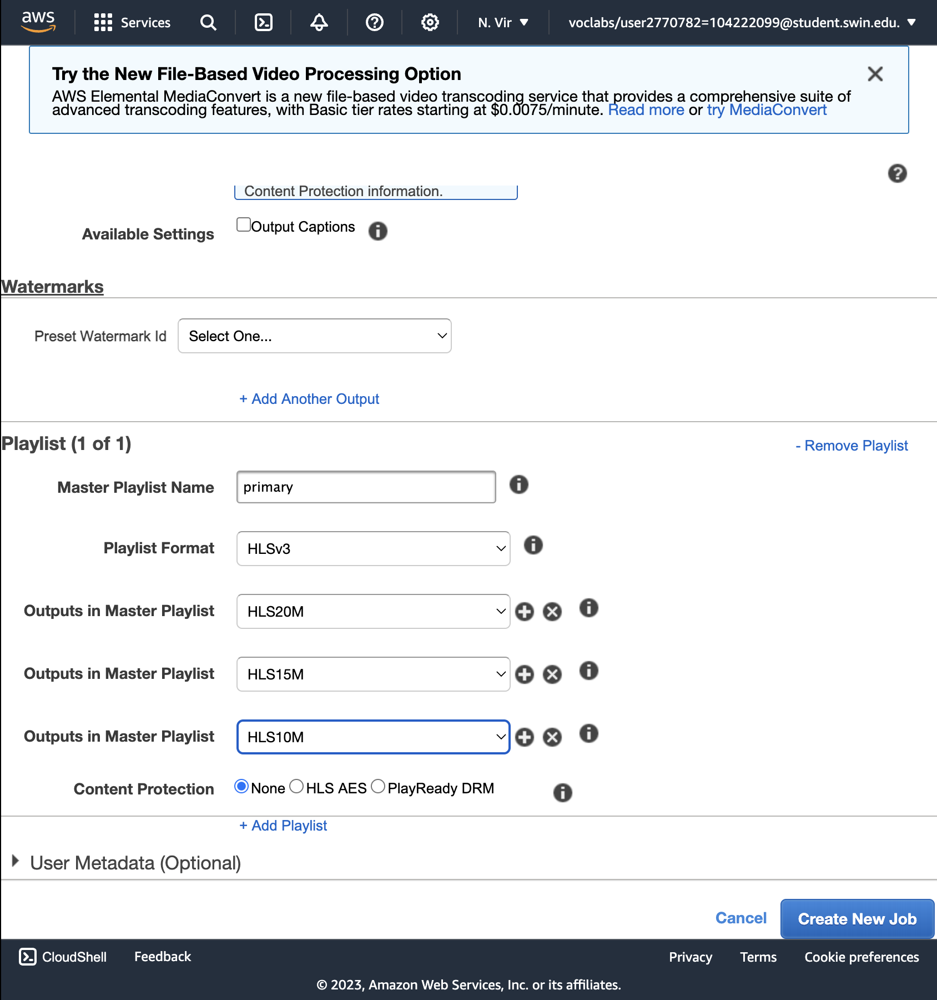 aws Services N. Vir voclabs/user2770782=104222099@student.swin.edu.
Try the New File-Based Video Processing Option
AWS Elemental MediaConvert is a new file-based video transcoding service that provides a comprehensive suite of
advanced transcoding features, with Basic tier rates starting at $0.0075/minute. Read more or try MediaConvert
Content Protection information.
Available Settings Output Captions
Watermarks
Preset Watermark Id Select One...
+ Add Another Output
Playlist (1 of 1) - Remove Playlist
Master Playlist Name primary
Playlist Format HLSv3
Outputs in Master Playlist HLS20M
Outputs in Master Playlist HLS15M
Outputs in Master Playlist HLS10M
Content Protection None HLS AES PlayReady DRM
+ Add Playlist
User Metadata (Optional)
Cancel Create New Job
CloudShell Feedback Privacy Terms Cookie preferences
© 2023, Amazon Web Services, Inc. or its affiliates.